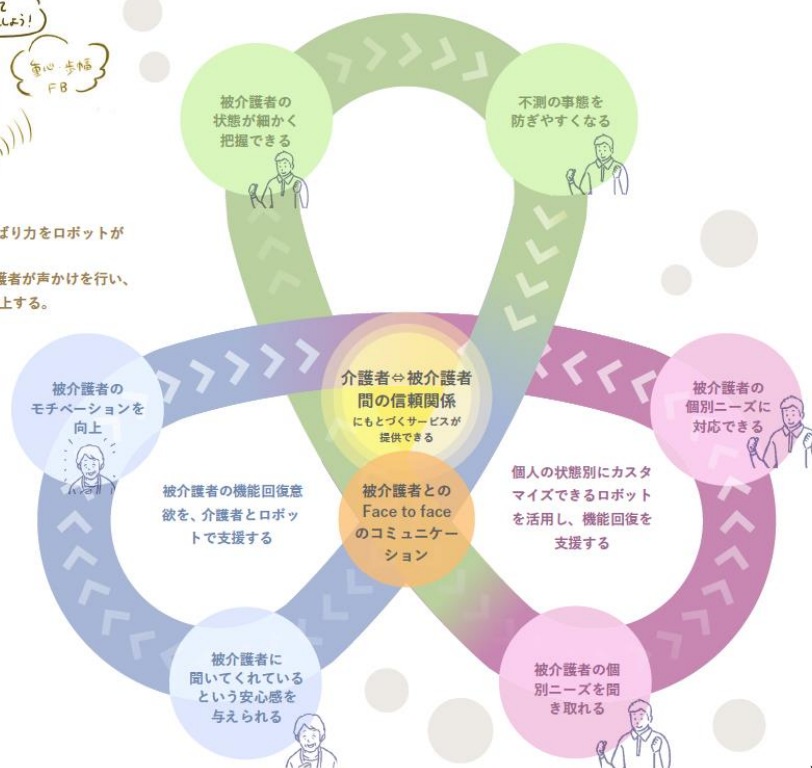 しよう!
重心・歩幅
FB
被介護者の
状態が細かく
把握できる
不測の事態を
防ぎやすくなる
ばり力をロボットが
護者が声かけを行い、
上する。
被介護者の
モチベーションを
向上
介護者⇔被介護者
間の信頼関係
にもとづくサービスが
提供できる
被介護者の
個別ニーズに
対応できる
被介護者の機能回復意
欲を、介護者とロボッ
トで支援する
被介護者との
Face to face
のコミュニケー
ション
個人の状態別にカスタ
マイズできるロボット
を活用し、機能回復を
支援する
被介護者に
聞いてくれている
という安心感を
与えられる
被介護者の個
別ニーズを聞
き取れる